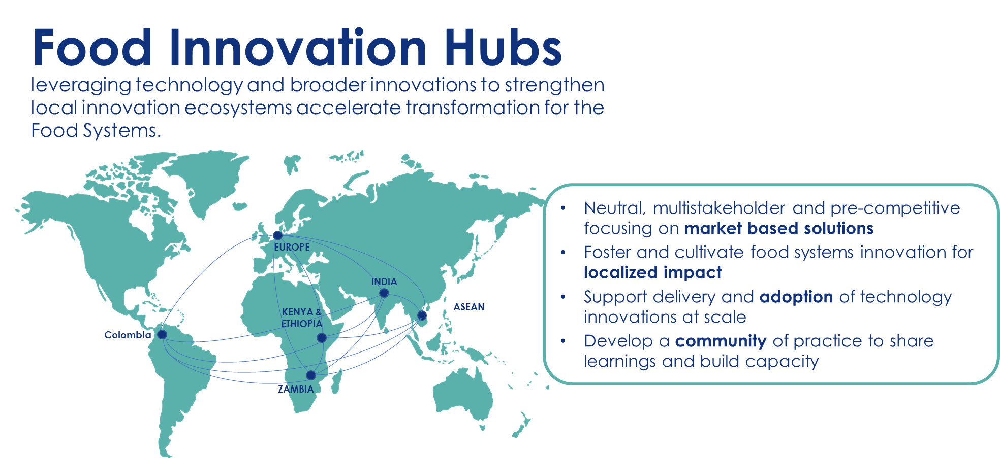 Food Innovation Hubs
leveraging technology and broader innovations to strengthen
local innovation ecosystems accelerate transformation for the
Food Systems.
EUROPE
INDIA
ASEAN
KENYA &
ETHIOPIA
Colombia
ZAMBIA
• Neutral, multistakeholder and pre-competitive
focusing on market based solutions
• Foster and cultivate food systems innovation for
localized impact
• Support delivery and adoption of technology
innovations at scale
• Develop a community of practice to share
learnings and build capacity